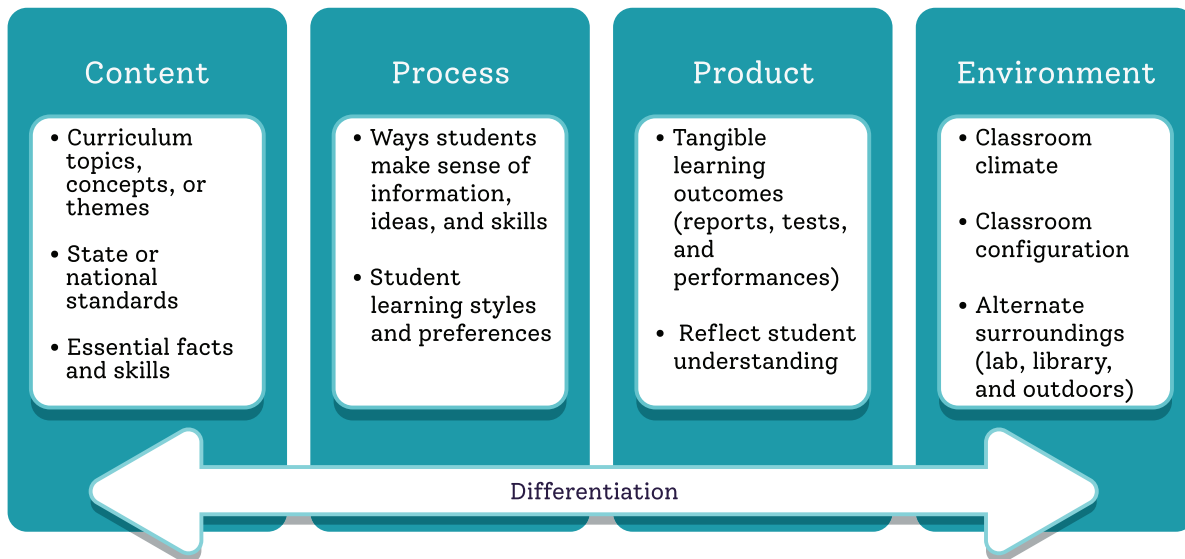 Content
• Curriculum
topics,
concepts, or
themes
• State or
national
standards
• Essential facts
and skills
Process
• Ways students
make sense of
information,
ideas, and skills
• Student
learning styles
and preferences
Product
• Tangible
learning
outcomes
(reports, tests,
and
performances)
• Reflect student
understanding
Environment
• Classroom
climate
• Classroom
configuration
• Alternate
surroundings
(lab, library,
and outdoors)
Differentiation